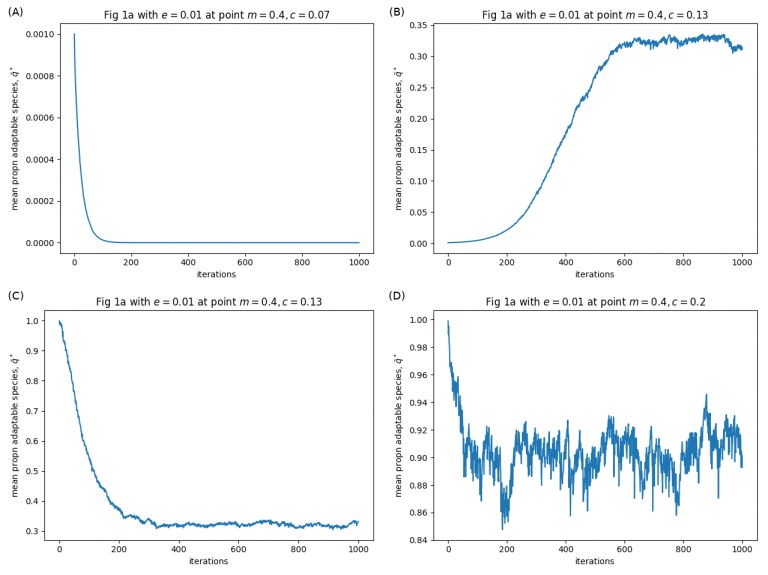 (A)
Fig 1a with e = 0.01 at point m = 0.4, c = 0.07
0.0010
0.0008
0.0006
0.0004
0.0002
0.0000
mean propn adaptable species, q̄*
0 200 400 600 800 1000
iterations
(B)
Fig 1a with e = 0.01 at point m = 0.4, c = 0.13
0.35
0.30
0.25
0.20
0.15
0.10
0.05
0.00
mean propn adaptable species, q̄*
0 200 400 600 800 1000
iterations
(C)
Fig 1a with e = 0.01 at point m = 0.4, c = 0.13
1.0
0.9
0.8
0.7
0.6
0.5
0.4
0.3
mean propn adaptable species, q̄*
0 200 400 600 800 1000
iterations
(D)
Fig 1a with e = 0.01 at point m = 0.4, c = 0.2
1.00
0.98
0.96
0.94
0.92
0.90
0.88
0.86
0.84
mean propn adaptable species, q̄*
0 200 400 600 800 1000
iterations